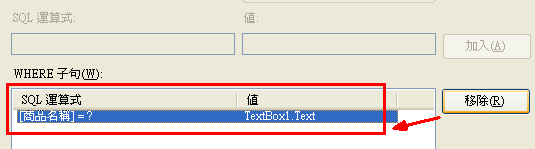 SQL 運算式:
值:
加入(A)
WHERE 子句(W):
SQL 運算式
值
[商品名稱] = ?
TextBox1.Text
移除(R)